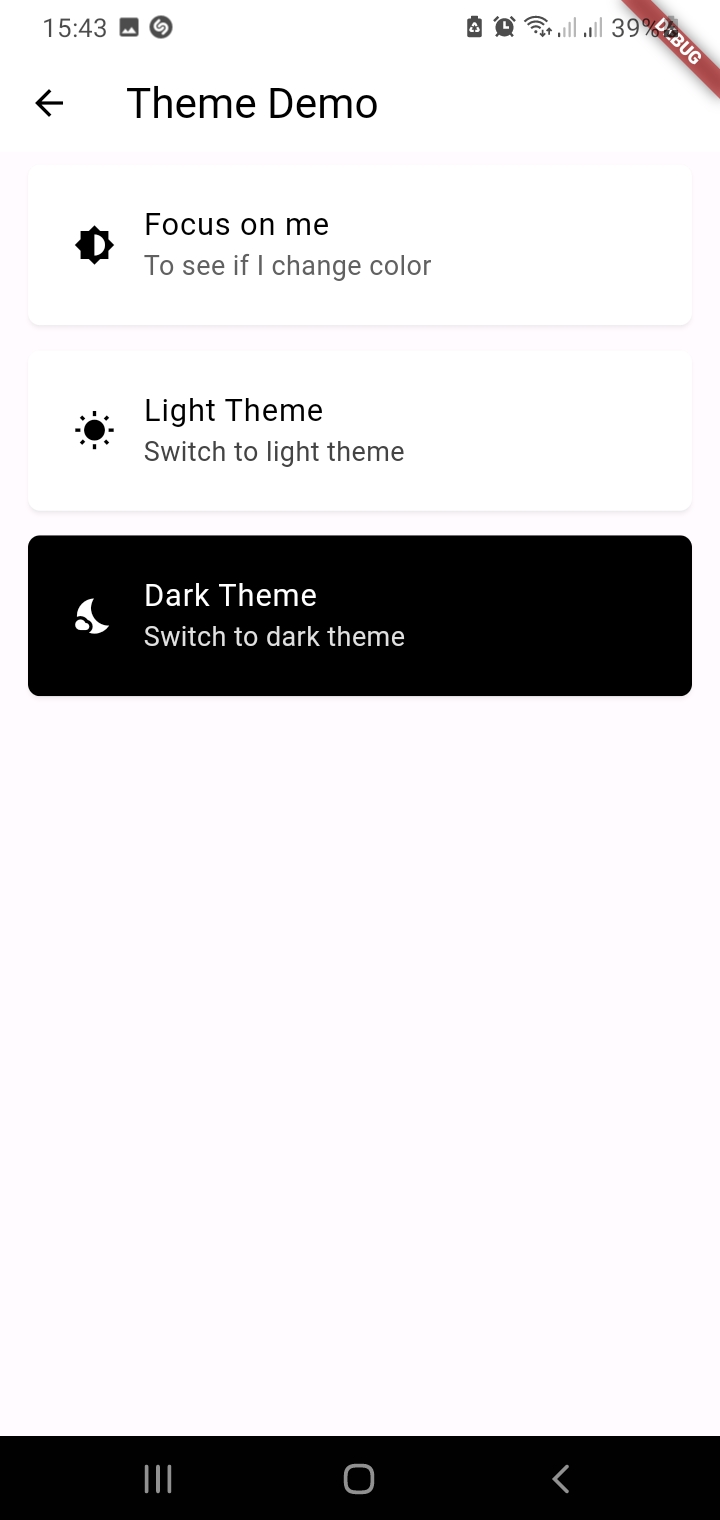 15:43
39%
DEBUG
Theme Demo
Focus on me
To see if I change color
Light Theme
Switch to light theme
Dark Theme
Switch to dark theme